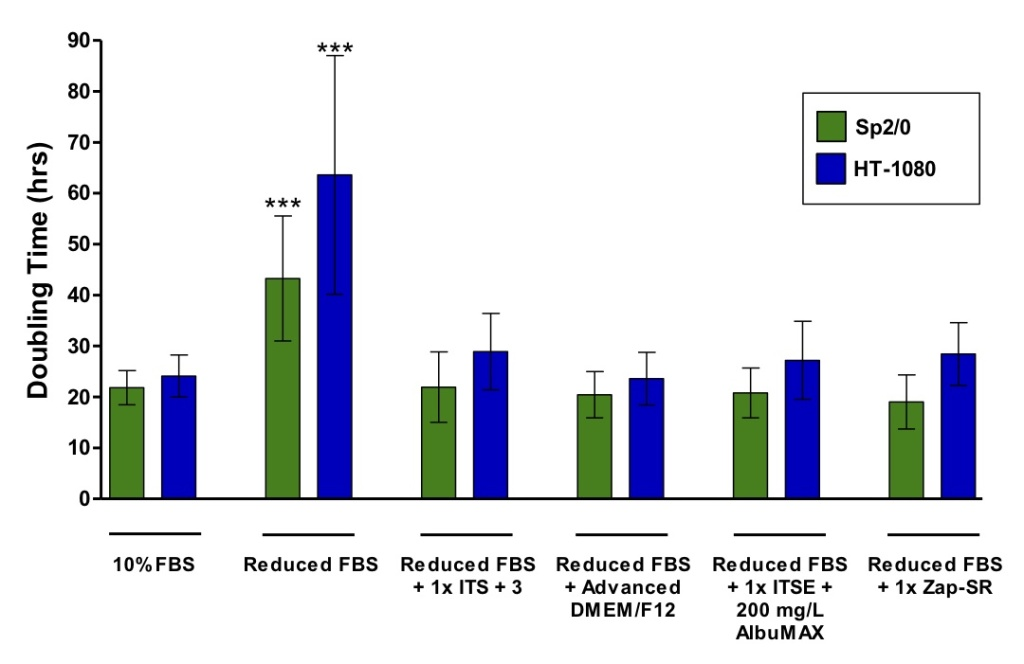 Doubling Time (hrs)
90
80
70
60
50
40
30
20
10
0
***
***
Sp2/0
HT-1080
10%FBS
Reduced FBS
Reduced FBS
+ 1x ITS + 3
Reduced FBS
+ Advanced
DMEM/F12
Reduced FBS
+ 1x ITSE +
200 mg/L
AlbuMAX
Reduced FBS
+ 1x Zap-SR